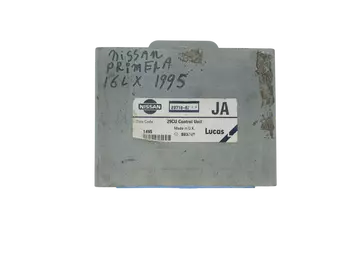 NISSAN
PRIMERA
16LX 1995
NISSAN
JA
ZSCU Control Unit
Made in U.K.
Lucas